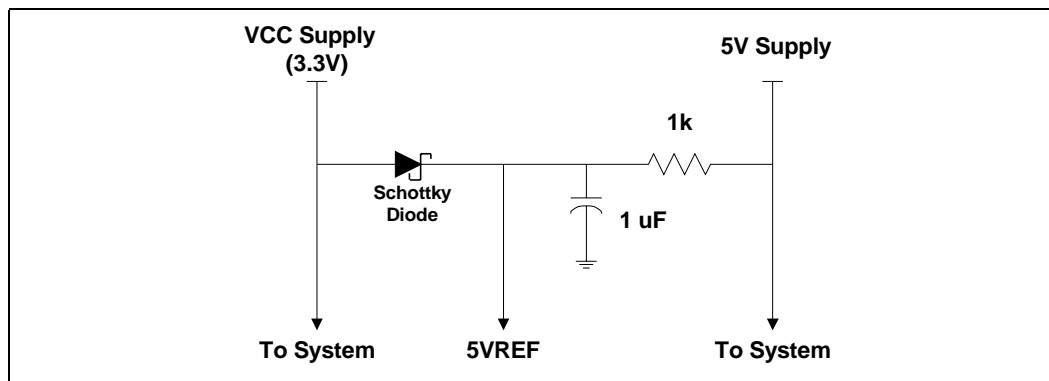 VCC Supply
(3.3V)
5V Supply
1k
Schottky
Diode
1 uF
To System
5VREF
To System